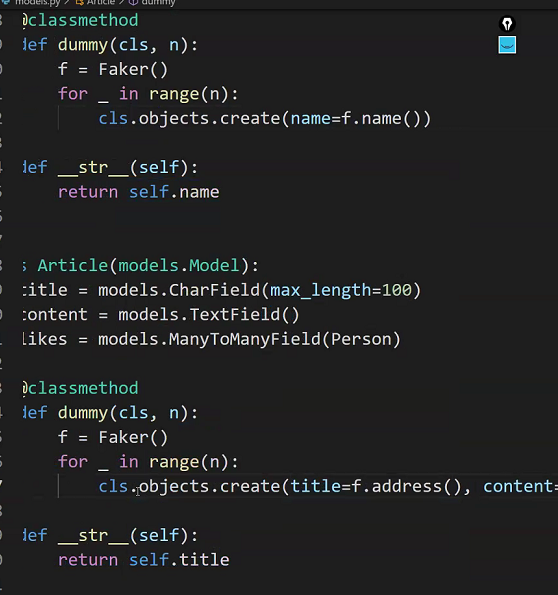 models.py > Article > dummy
@classmethod
def dummy(cls, n):
f = Faker()
for _ in range(n):
cls.objects.create(name=f.name())
def __str__(self):
return self.name
s Article(models.Model):
title = models.CharField(max_length=100)
content = models.TextField()
likes = models.ManyToManyField(Person)
@classmethod
def dummy(cls, n):
f = Faker()
for _ in range(n):
cls.objects.create(title=f.address(), content=
def __str__(self):
return self.title